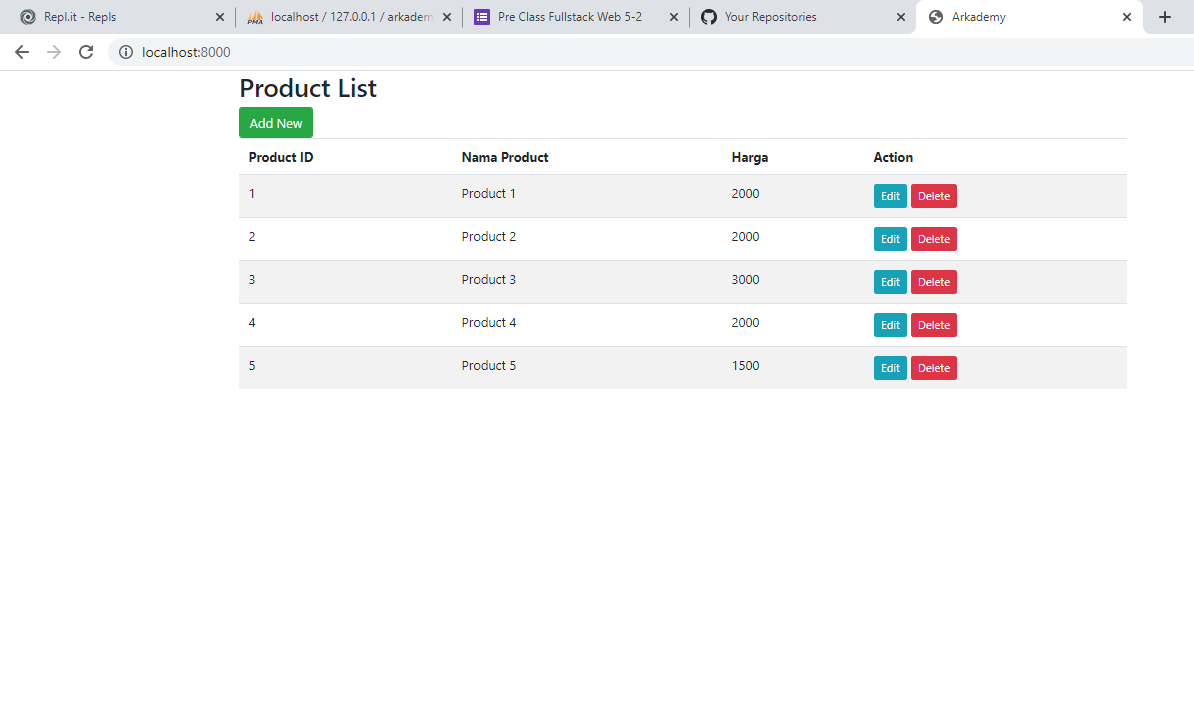 Repl.it - Repls localhost / 127.0.0.1 / arkadem Pre Class Fullstack Web 5-2 Your Repositories Arkademy
localhost:8000
Product List
Add New
Product ID Nama Product Harga Action
1 Product 1 2000 Edit Delete
2 Product 2 2000 Edit Delete
3 Product 3 3000 Edit Delete
4 Product 4 2000 Edit Delete
5 Product 5 1500 Edit Delete